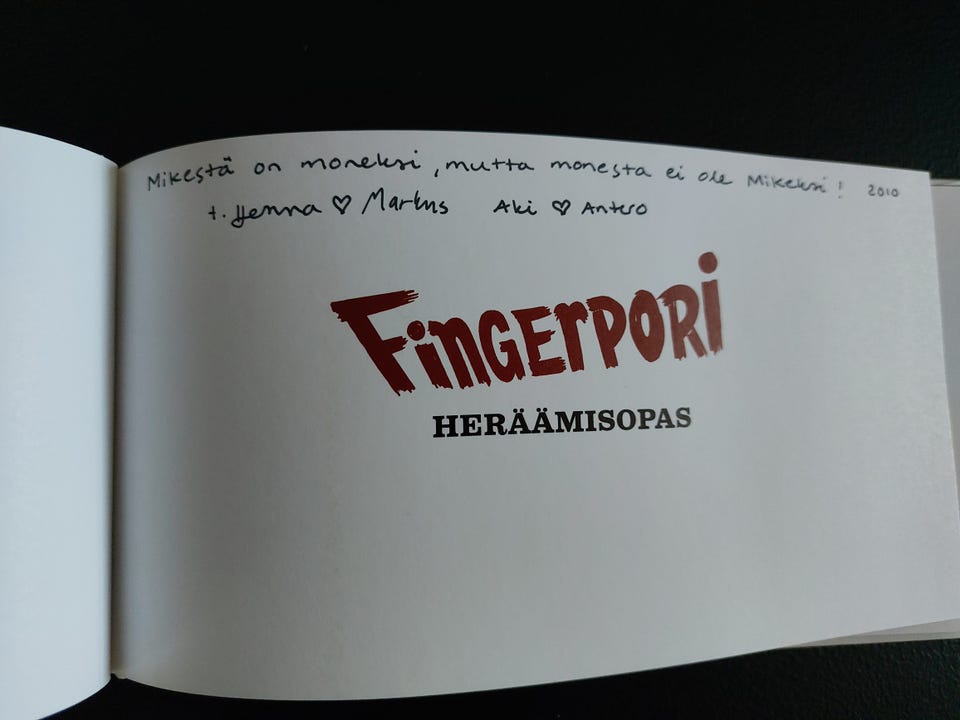 Mikestä on moneksi, mutta monesta ei ole Mikeksi! 2010
t. Henna ♡ Markus Aki ♡ Antero
Fingerpori
HERÄÄMISOPAS